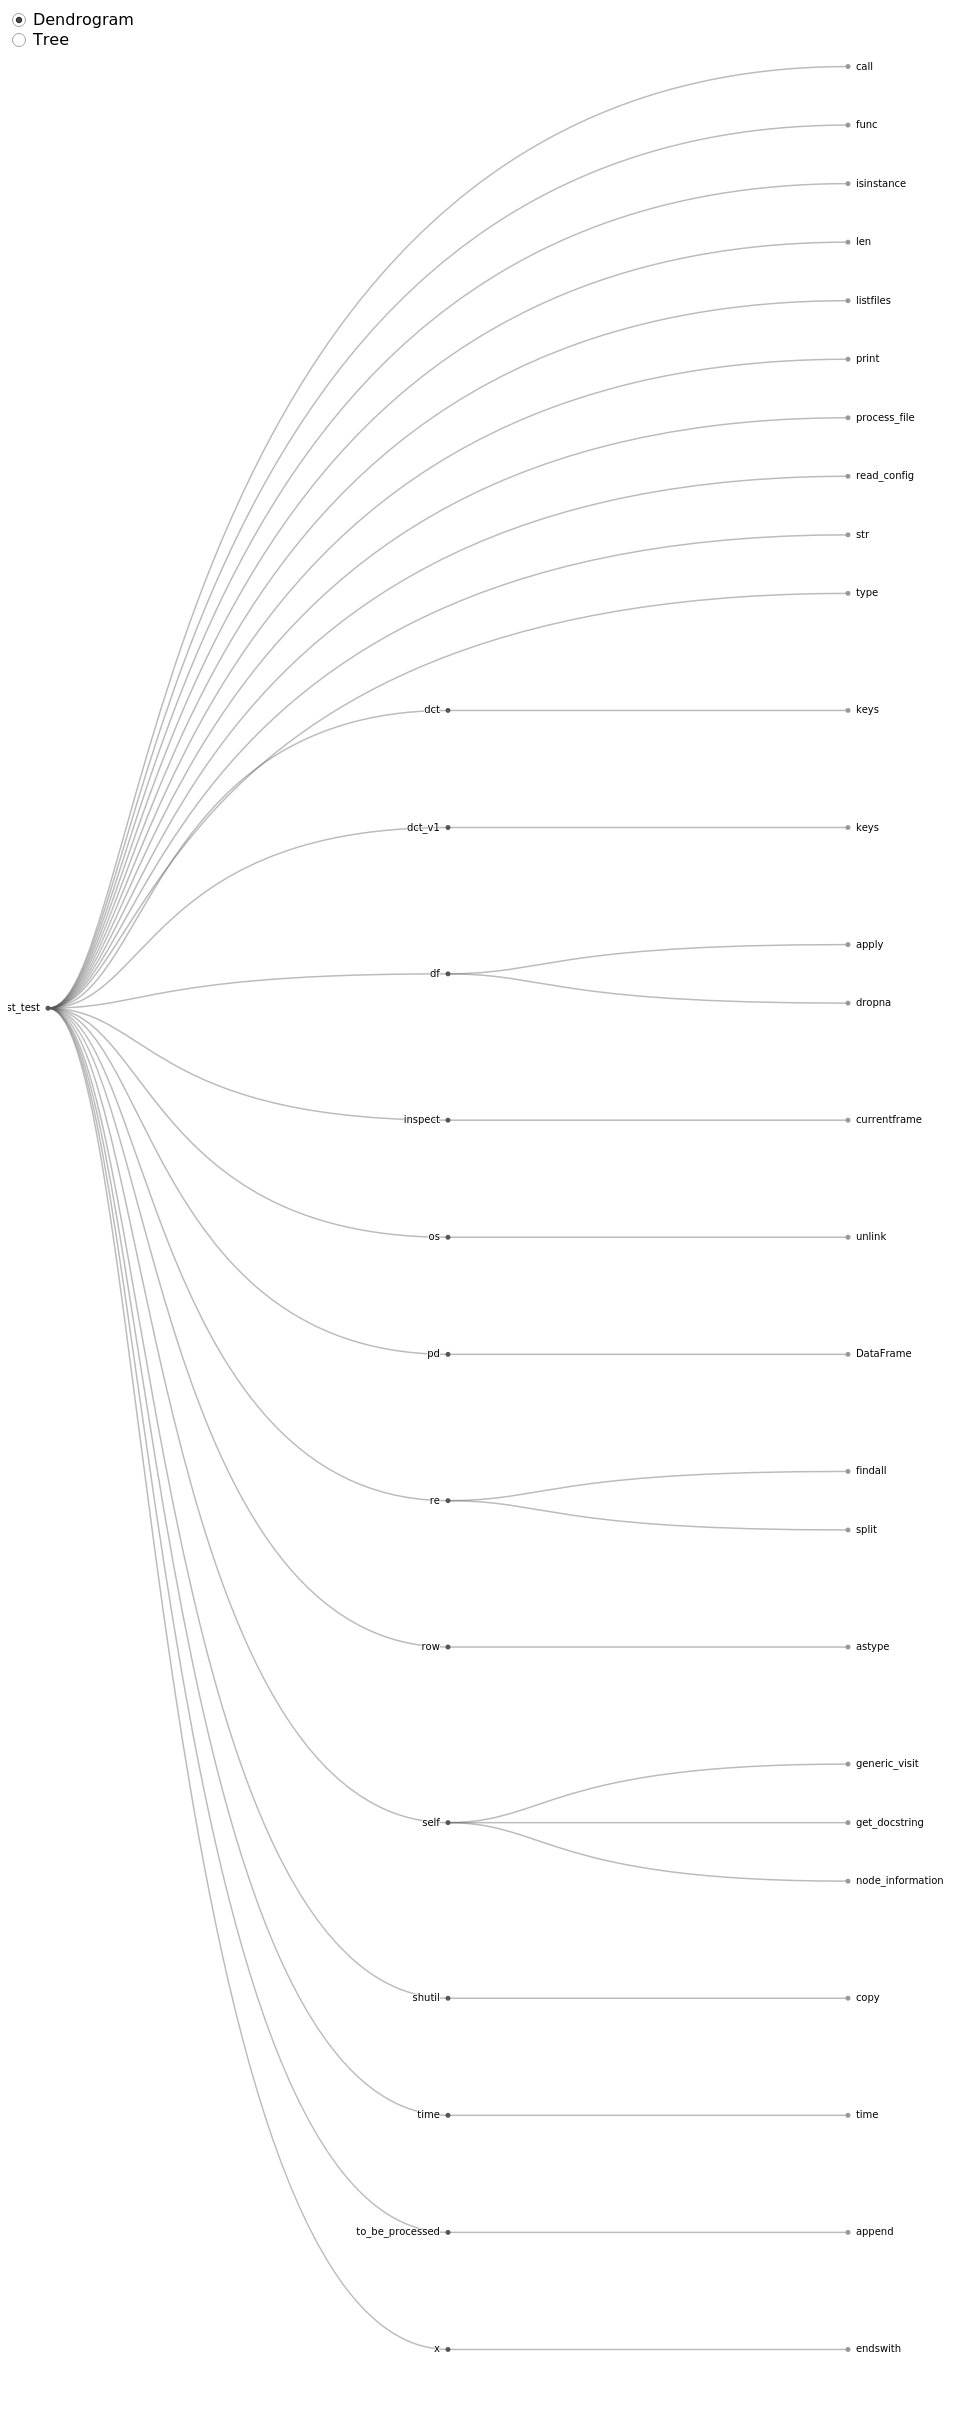 Dendrogram
Tree
call
func
isinstance
len
listfiles
print
process_file
read_config
str
type
dct
keys
dct_v1
keys
apply
df
dropna
st_test
inspect
currentframe
os
unlink
pd
DataFrame
findall
re
split
row
astype
generic_visit
self
get_docstring
node_information
shutil
copy
time
time
to_be_processed
append
x
endswith